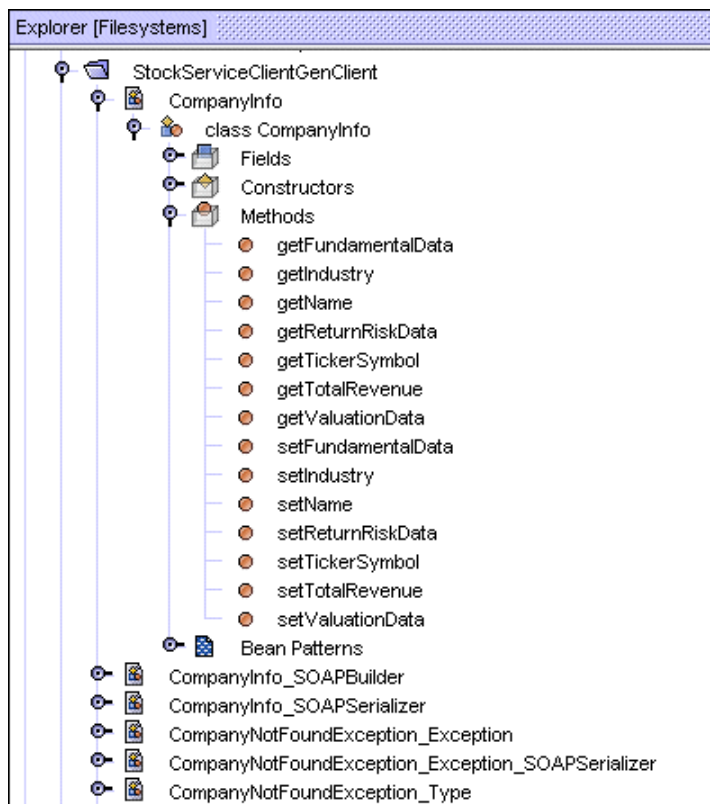 Explorer [Filesystems]
StockServiceClientGenClient
CompanyInfo
class CompanyInfo
Fields
Constructors
Methods
getFundamentalData
getIndustry
getName
getReturnRiskData
getTickerSymbol
getTotalRevenue
getValuationData
setFundamentalData
setIndustry
setName
setReturnRiskData
setTickerSymbol
setTotalRevenue
setValuationData
Bean Patterns
CompanyInfo_SOAPBuilder
CompanyInfo_SOAPSerializer
CompanyNotFoundException_Exception
CompanyNotFoundException_Exception_SOAPSerializer
CompanyNotFoundException_Type